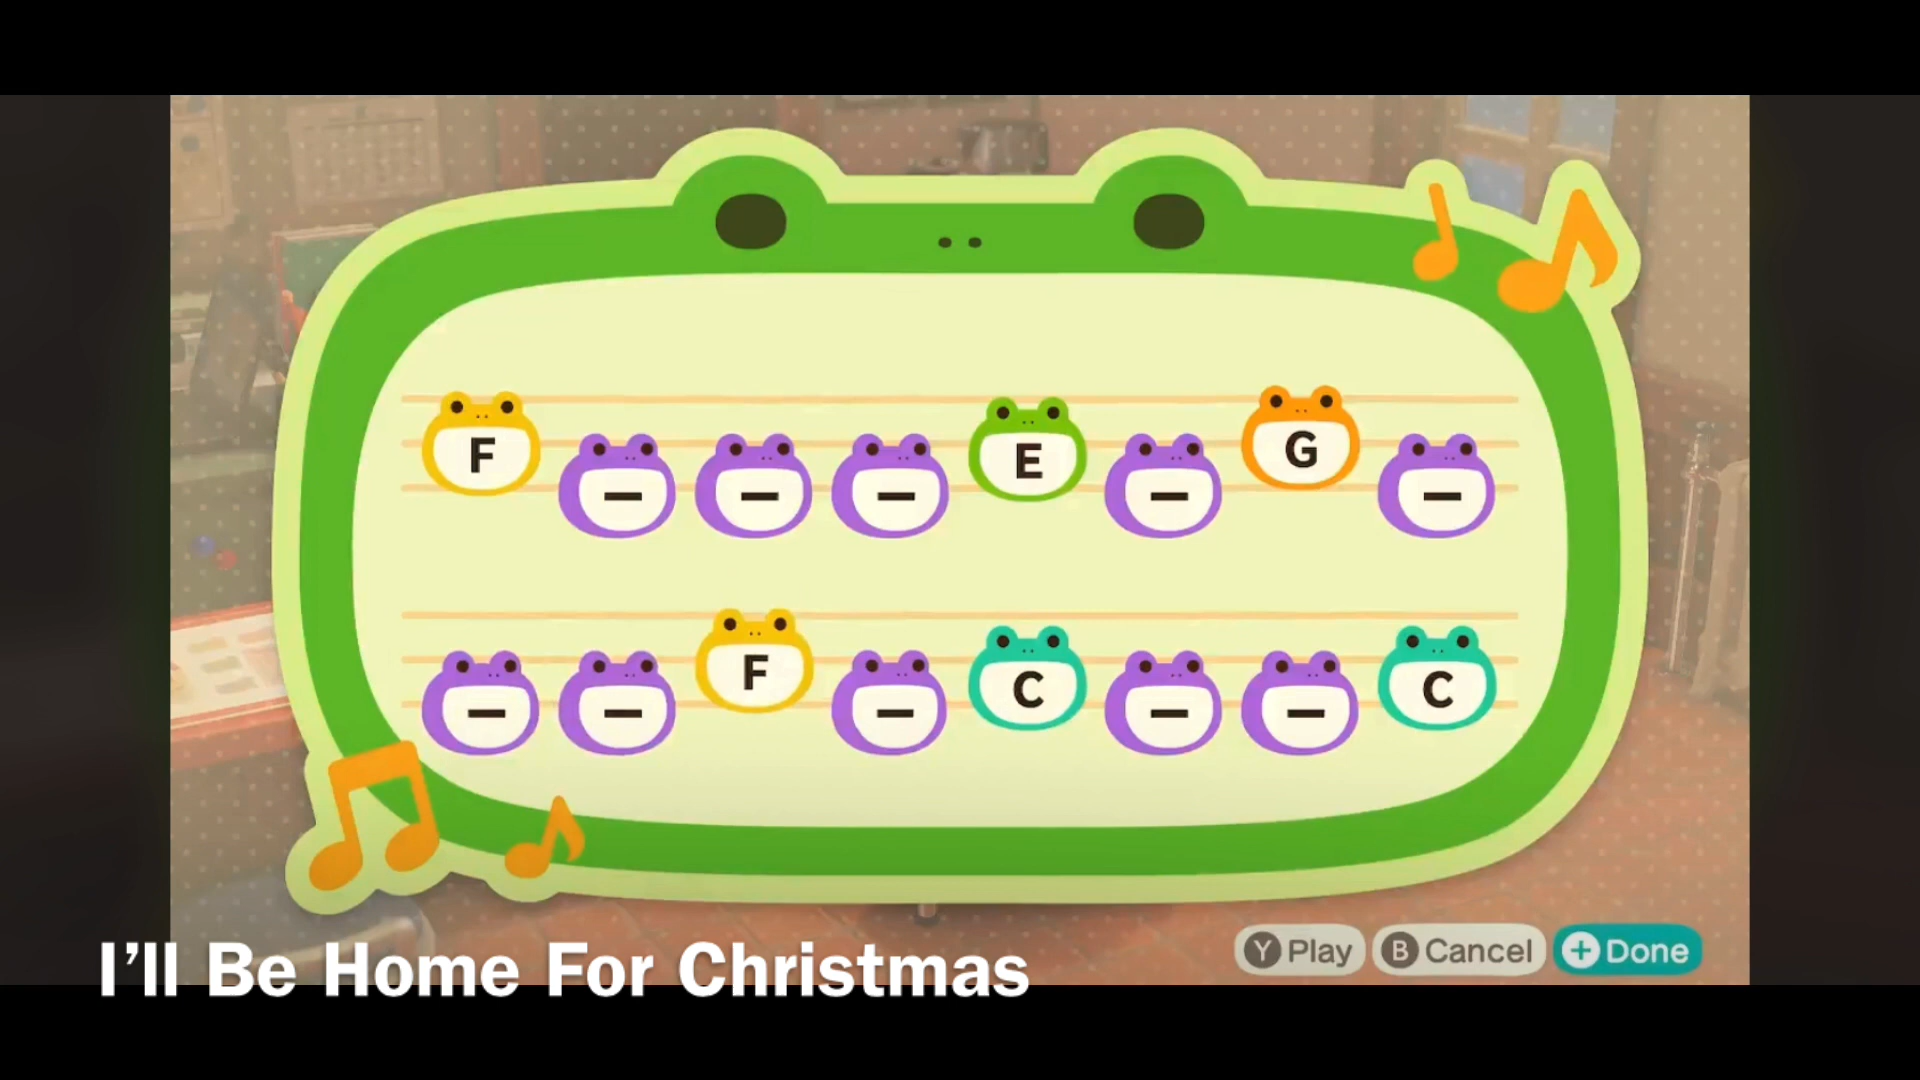 F – – – E – G –
– – F – C – – C
Y Play B Cancel + Done
I’ll Be Home For Christmas